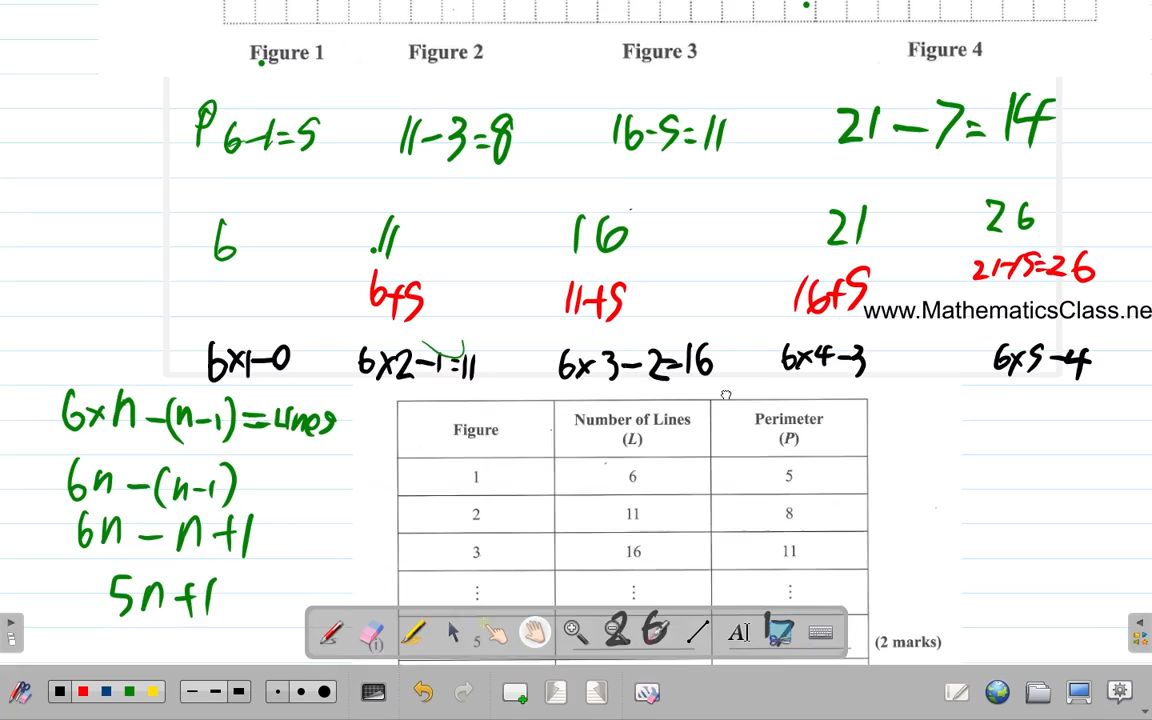 Figure 1 Figure 2 Figure 3 Figure 4
P 6-1=5 11-3=8 16-5=11 21-7=14
6 11 16 21 26
6+5 11+5 16+5 21+5=26
www.MathematicsClass.ne
6×1-0 6×2-1=11 6×3-2=16 6×4-3 6×5-4
6×n-(n-1)=Lines
6n-(n-1)
6n-n+1
5n+1
Figure Number of Lines (L) Perimeter (P)
1 6 5
2 11 8
3 16 11
⋮ ⋮ ⋮
5 26 17
(2 marks)
(1)
A